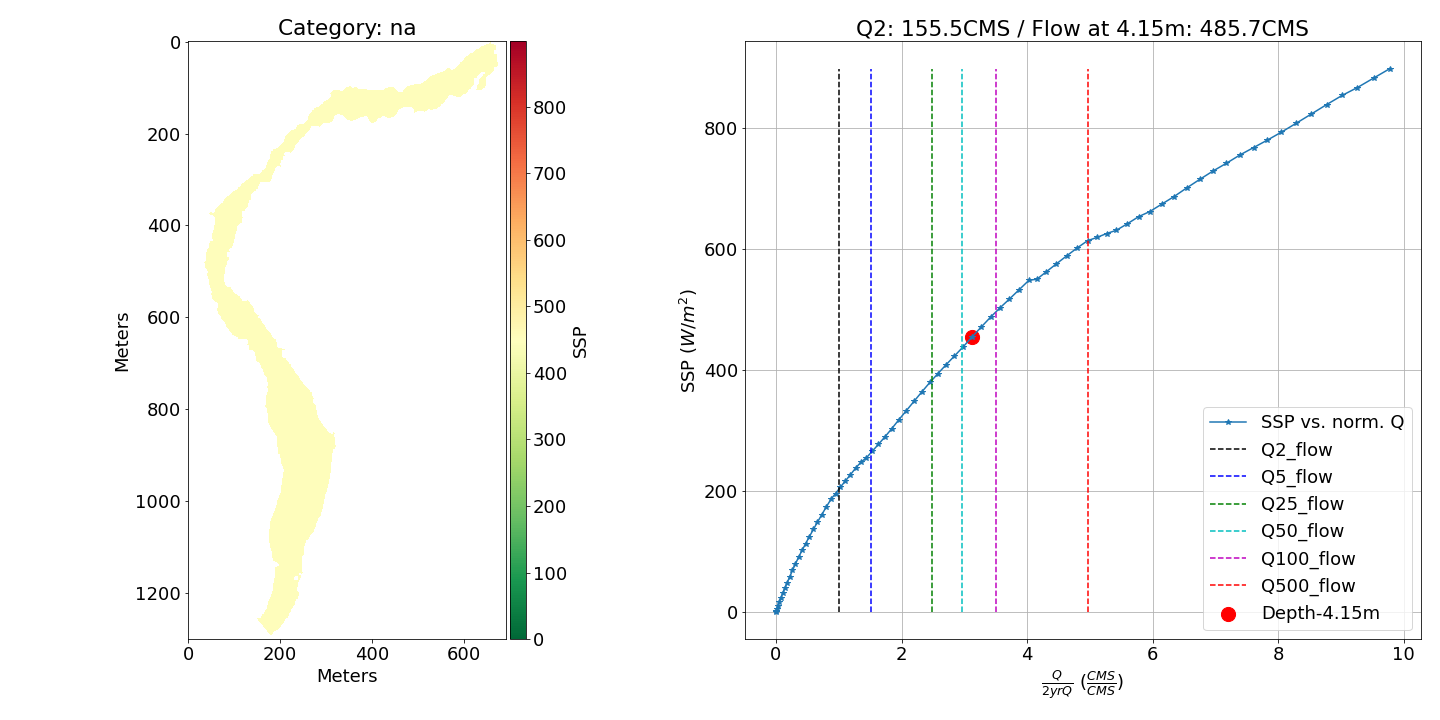 Category: na
0
200
400
600
800
1000
1200
Meters
0
200
400
600
Meters
800
700
600
500
400
300
200
100
0
SSP
Q2: 155.5CMS / Flow at 4.15m: 485.7CMS
800
600
400
200
0
SSP (W/m²)
0
2
4
6
8
10
Q/2yrQ (CMS/CMS)
SSP vs. norm. Q
Q2_flow
Q5_flow
Q25_flow
Q50_flow
Q100_flow
Q500_flow
Depth-4.15m